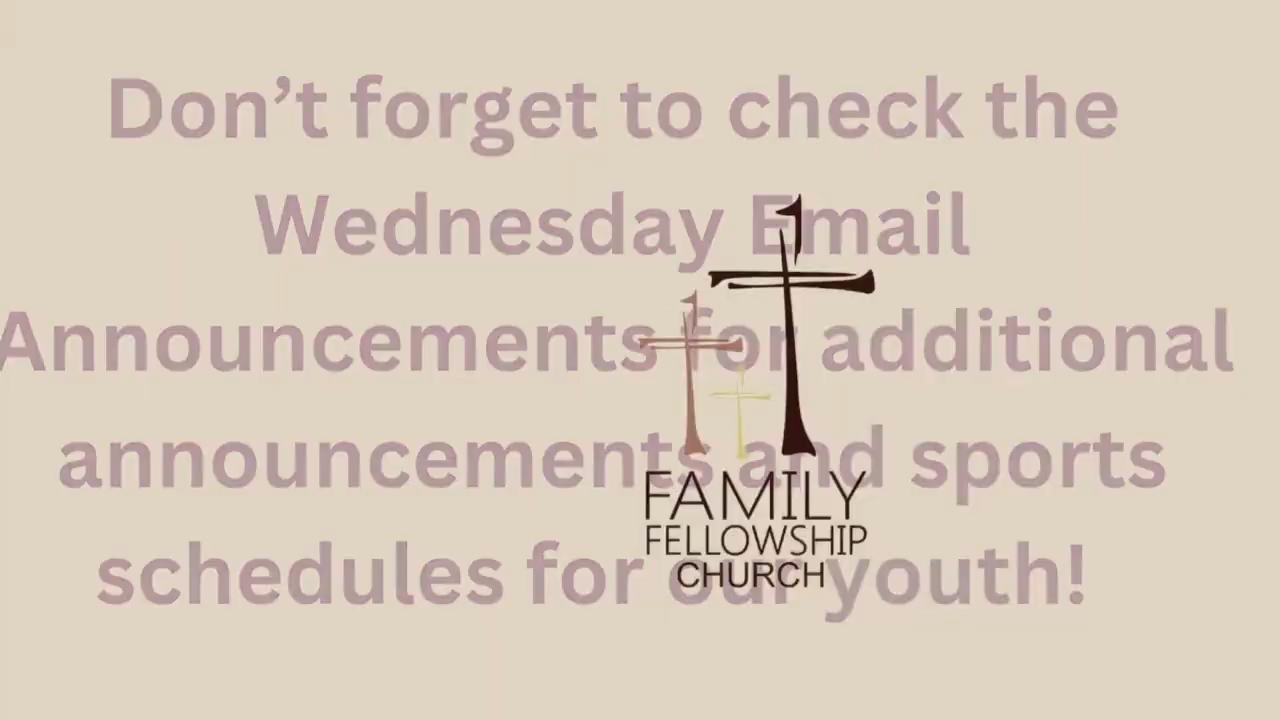 Don’t forget to check the
Wednesday Email
Announcements for additional
announcements and sports
schedules for our youth!
FAMILY
FELLOWSHIP
CHURCH